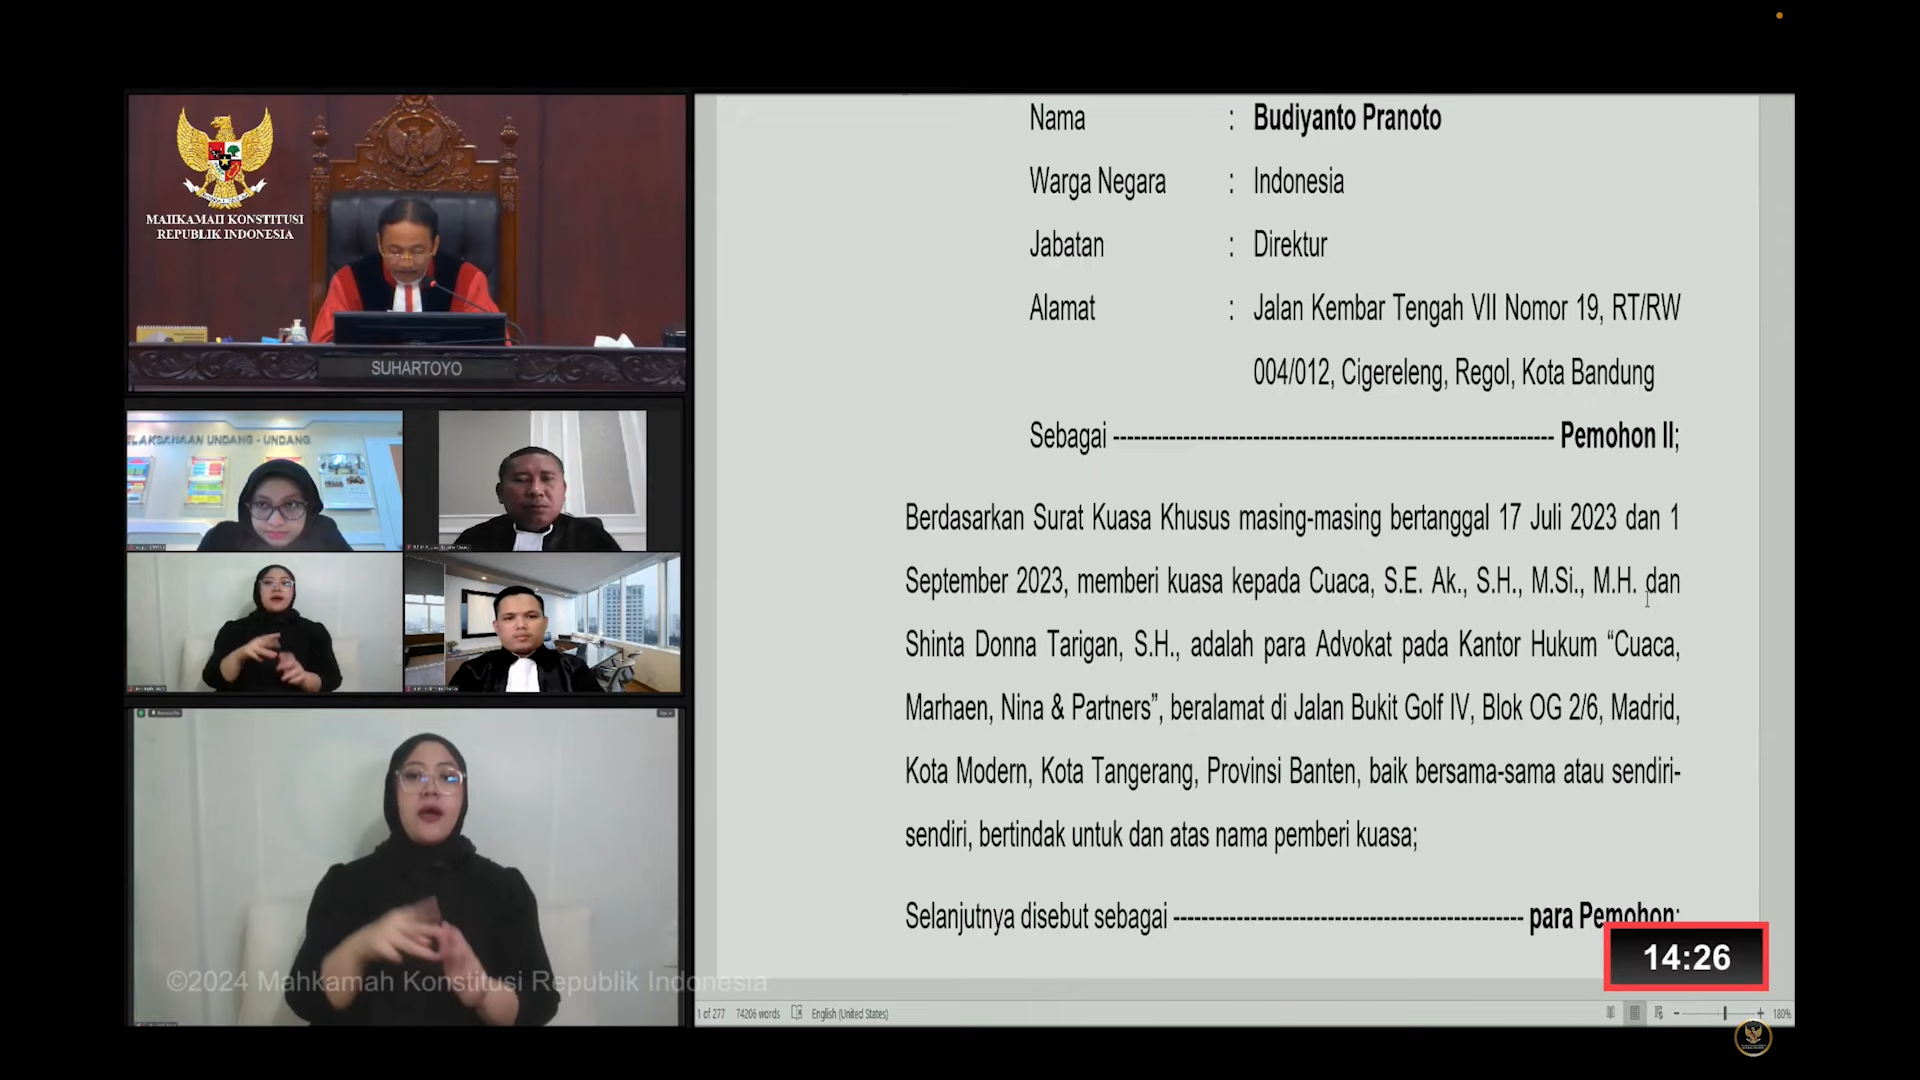 MAHKAMAH KONSTITUSI
REPUBLIK INDONESIA
SUHARTOYO
ELAKSANAAN UNDANG - UNDANG
©2024 Mahkamah Konstitusi Republik Indonesia
Nama : Budiyanto Pranoto
Warga Negara : Indonesia
Jabatan : Direktur
Alamat : Jalan Kembar Tengah VII Nomor 19, RT/RW
004/012, Cigereleng, Regol, Kota Bandung
Sebagai --------------------------------------------------------------- Pemohon II;
Berdasarkan Surat Kuasa Khusus masing-masing bertanggal 17 Juli 2023 dan 1
September 2023, memberi kuasa kepada Cuaca, S.E. Ak., S.H., M.Si., M.H. dan
Shinta Donna Tarigan, S.H., adalah para Advokat pada Kantor Hukum “Cuaca,
Marhaen, Nina & Partners”, beralamat di Jalan Bukit Golf IV, Blok OG 2/6, Madrid,
Kota Modern, Kota Tangerang, Provinsi Banten, baik bersama-sama atau sendiri-
sendiri, bertindak untuk dan atas nama pemberi kuasa;
Selanjutnya disebut sebagai -------------------------------------------------- para Pemohon;
14:26
1 of 277 74206 words English (United States) 180%